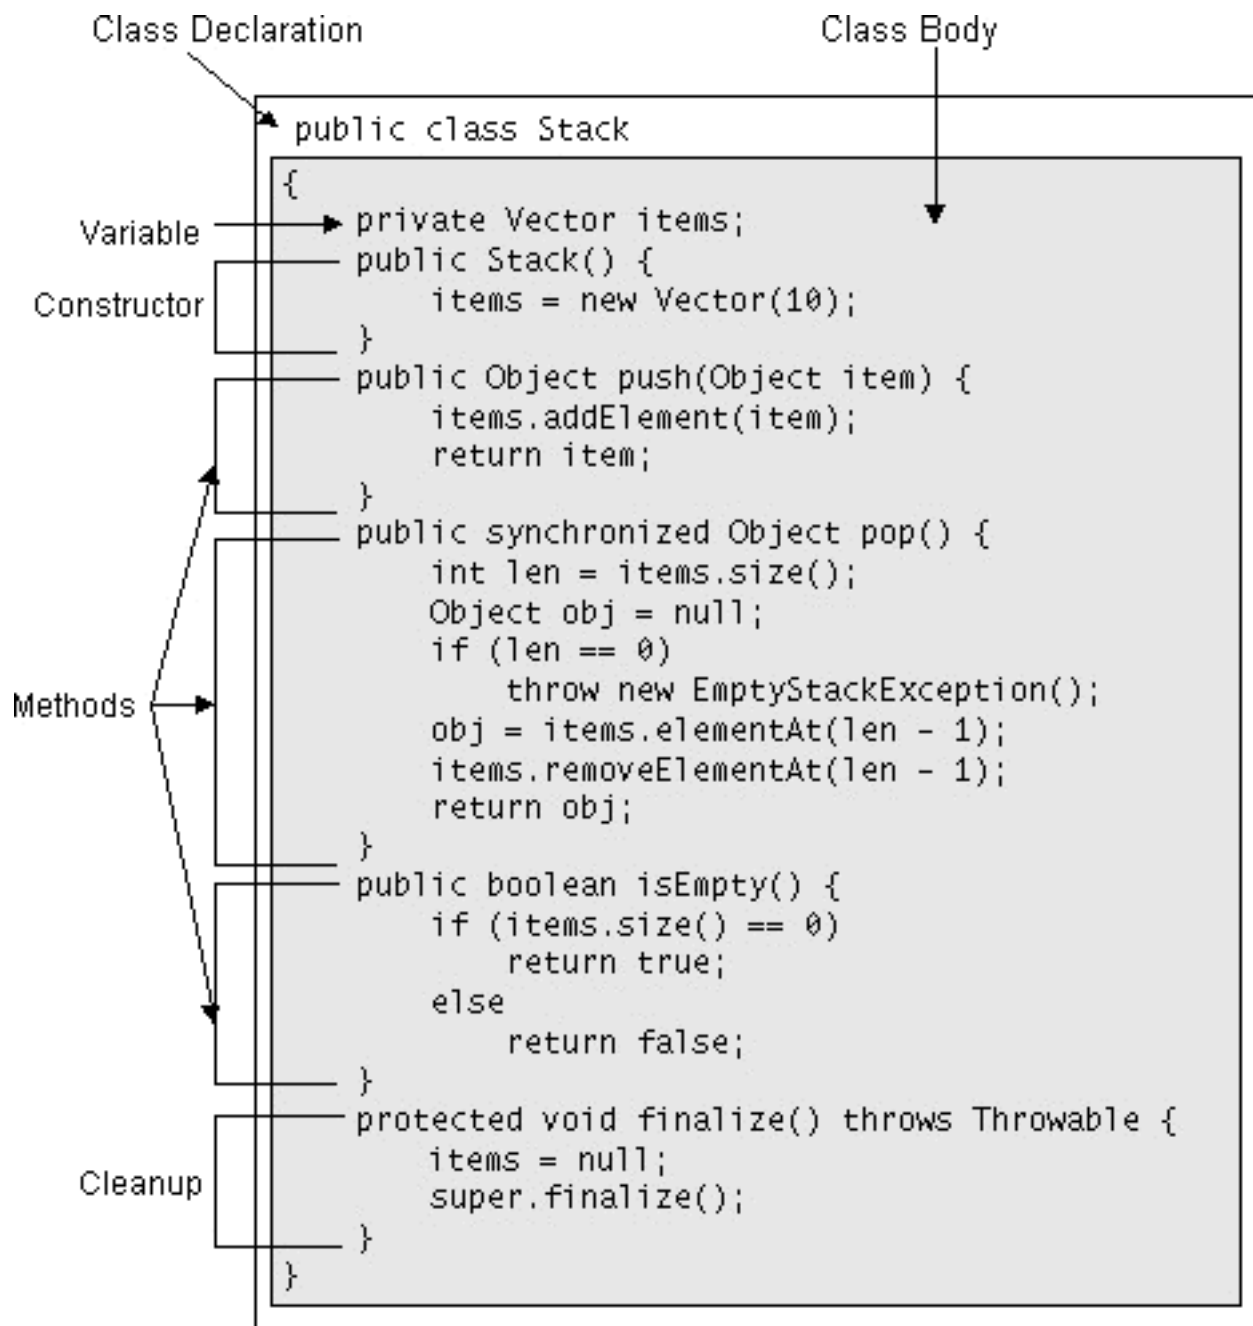 Class Declaration
Class Body
public class Stack
{
Variable
private Vector items;
Constructor
public Stack() {
items = new Vector(10);
}
public Object push(Object item) {
items.addElement(item);
return item;
}
Methods
public synchronized Object pop() {
int len = items.size();
Object obj = null;
if (len == 0)
throw new EmptyStackException();
obj = items.elementAt(len - 1);
items.removeElementAt(len - 1);
return obj;
}
public boolean isEmpty() {
if (items.size() == 0)
return true;
else
return false;
}
Cleanup
protected void finalize() throws Throwable {
items = null;
super.finalize();
}
}